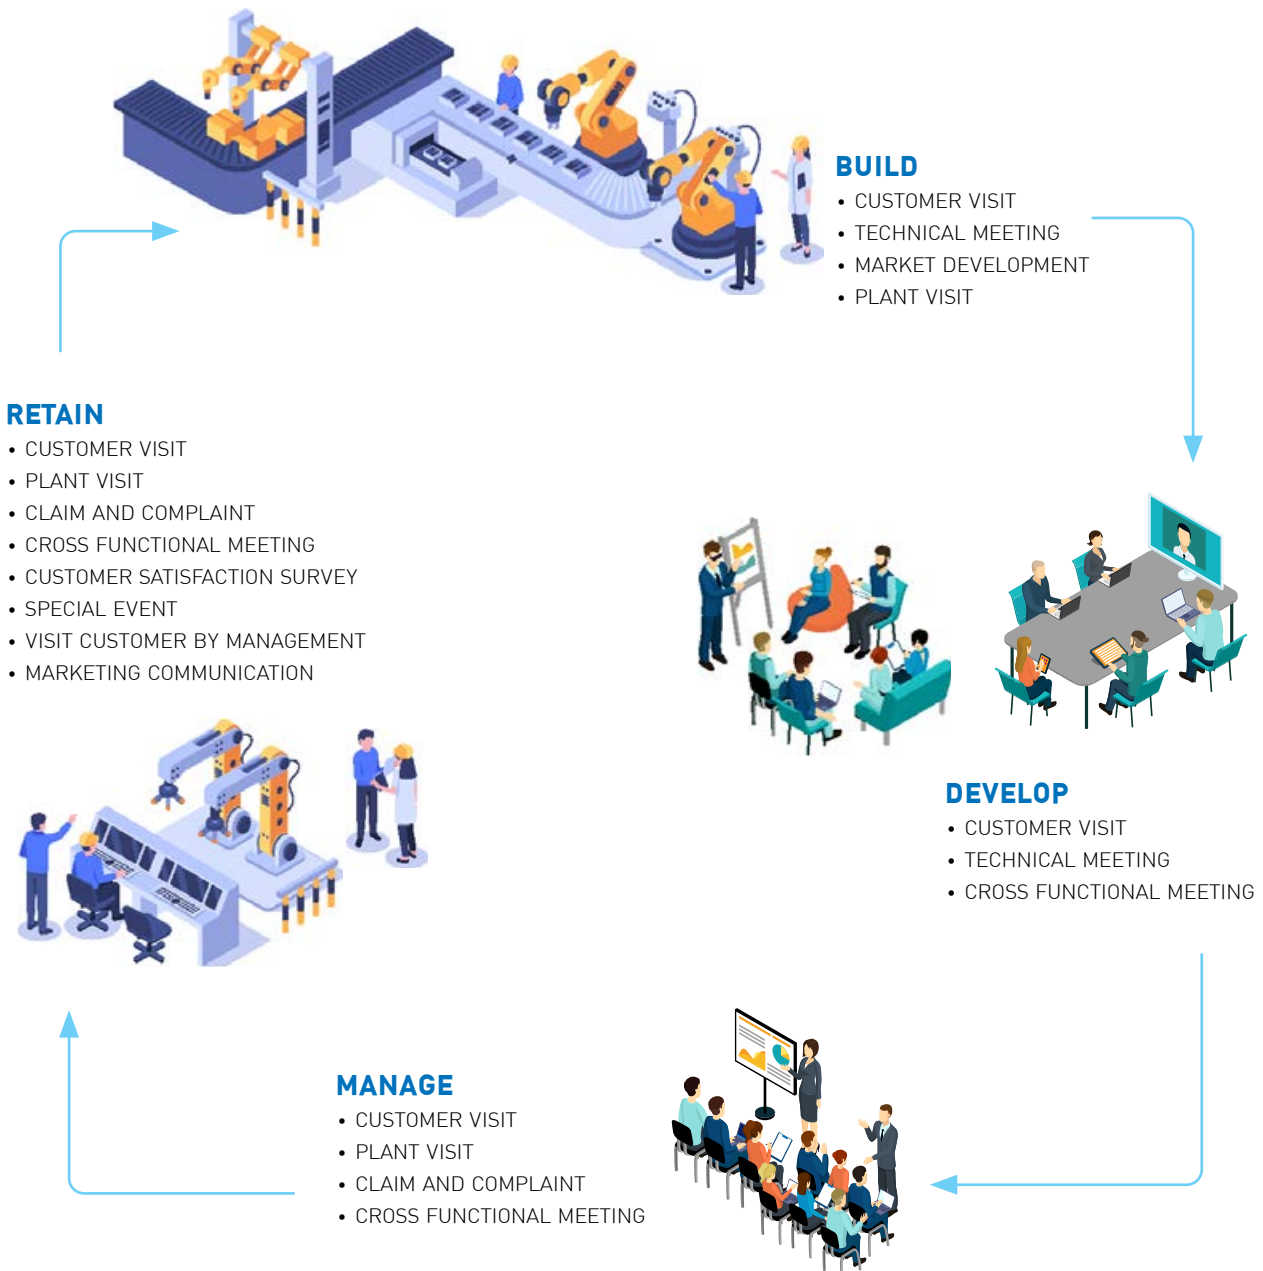 BUILD
• CUSTOMER VISIT
• TECHNICAL MEETING
• MARKET DEVELOPMENT
• PLANT VISIT
RETAIN
• CUSTOMER VISIT
• PLANT VISIT
• CLAIM AND COMPLAINT
• CROSS FUNCTIONAL MEETING
• CUSTOMER SATISFACTION SURVEY
• SPECIAL EVENT
• VISIT CUSTOMER BY MANAGEMENT
• MARKETING COMMUNICATION
DEVELOP
• CUSTOMER VISIT
• TECHNICAL MEETING
• CROSS FUNCTIONAL MEETING
MANAGE
• CUSTOMER VISIT
• PLANT VISIT
• CLAIM AND COMPLAINT
• CROSS FUNCTIONAL MEETING